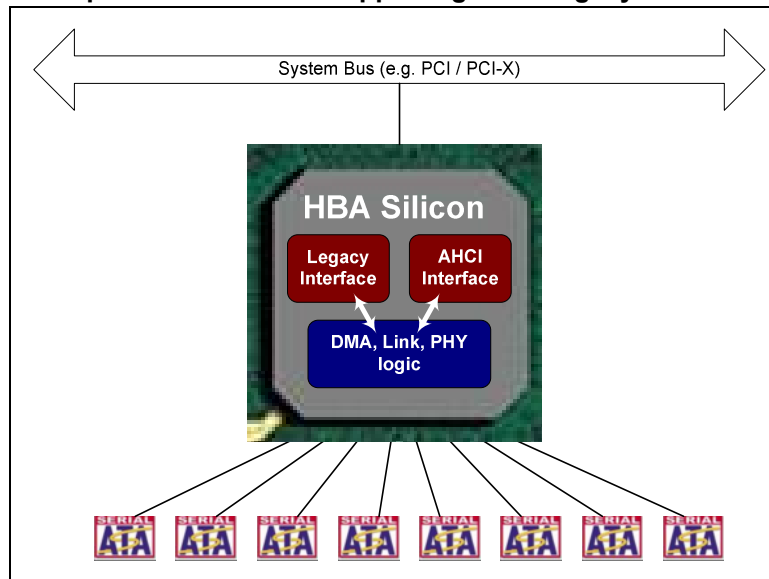 System Bus (e.g. PCI / PCI-X)
HBA Silicon
Legacy
Interface
AHCI
Interface
DMA, Link, PHY
logic
SERIAL
ATA
SERIAL
ATA
SERIAL
ATA
SERIAL
ATA
SERIAL
ATA
SERIAL
ATA
SERIAL
ATA
SERIAL
ATA